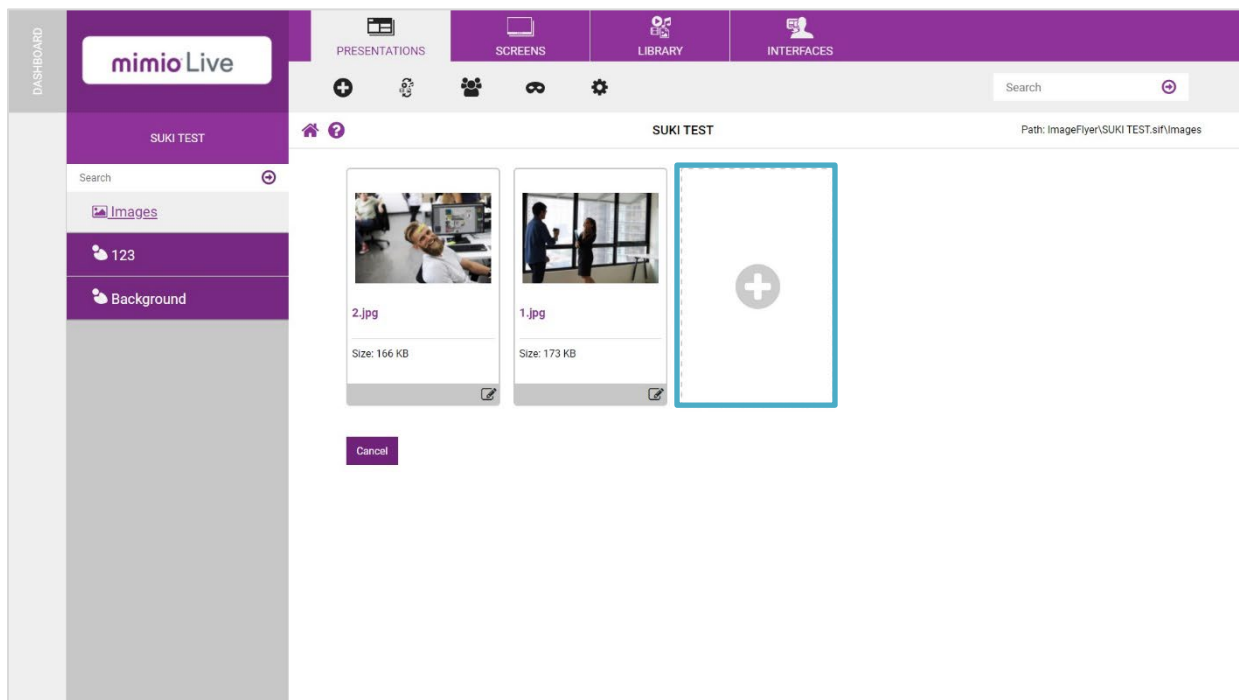 DASHBOARD
mimio Live
PRESENTATIONS
SCREENS
LIBRARY
INTERFACES
Search
SUKI TEST
SUKI TEST
Path: ImageFlyer\SUKI TEST.sif\Images
Search
Images
123
Background
2.jpg
Size: 166 KB
1.jpg
Size: 173 KB
Cancel